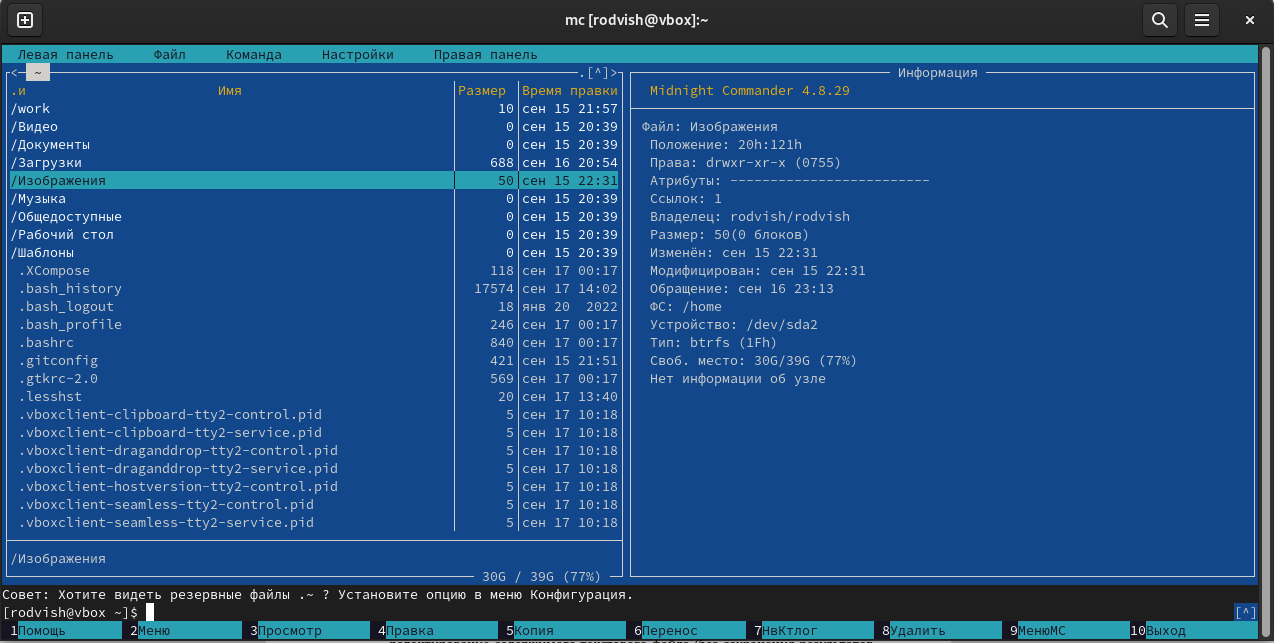 mc [rodvish@vbox]:~
Левая панель Файл Команда Настройки Правая панель
<─ ~ .[^]>
.и Имя Размер Время правки
/work 10 сен 15 21:57
/Видео 0 сен 15 20:39
/Документы 0 сен 15 20:39
/Загрузки 688 сен 16 20:54
/Изображения 50 сен 15 22:31
/Музыка 0 сен 15 20:39
/Общедоступные 0 сен 15 20:39
/Рабочий стол 0 сен 15 20:39
/Шаблоны 0 сен 15 20:39
.XCompose 118 сен 17 00:17
.bash_history 17574 сен 17 14:02
.bash_logout 18 янв 20 2022
.bash_profile 246 сен 17 00:17
.bashrc 840 сен 17 00:17
.gitconfig 421 сен 15 21:51
.gtkrc-2.0 569 сен 17 00:17
.lesshst 20 сен 17 13:40
.vboxclient-clipboard-tty2-control.pid 5 сен 17 10:18
.vboxclient-clipboard-tty2-service.pid 5 сен 17 10:18
.vboxclient-draganddrop-tty2-control.pid 5 сен 17 10:18
.vboxclient-draganddrop-tty2-service.pid 5 сен 17 10:18
.vboxclient-hostversion-tty2-control.pid 5 сен 17 10:18
.vboxclient-seamless-tty2-control.pid 5 сен 17 10:18
.vboxclient-seamless-tty2-service.pid 5 сен 17 10:18
/Изображения
30G / 39G (77%)
Информация
Midnight Commander 4.8.29
Файл: Изображения
Положение: 20h:121h
Права: drwxr-xr-x (0755)
Атрибуты: -------------------------
Ссылок: 1
Владелец: rodvish/rodvish
Размер: 50(0 блоков)
Изменён: сен 15 22:31
Модифицирован: сен 15 22:31
Обращение: сен 16 23:13
ФС: /home
Устройство: /dev/sda2
Тип: btrfs (1Fh)
Своб. место: 30G/39G (77%)
Нет информации об узле
Совет: Хотите видеть резервные файлы .~ ? Установите опцию в меню Конфигурация.
[rodvish@vbox ~]$ [^]
1Помощь 2Меню 3Просмотр 4Правка 5Копия 6Перенос 7НвКтлог 8Удалить 9МенюMC 10Выход